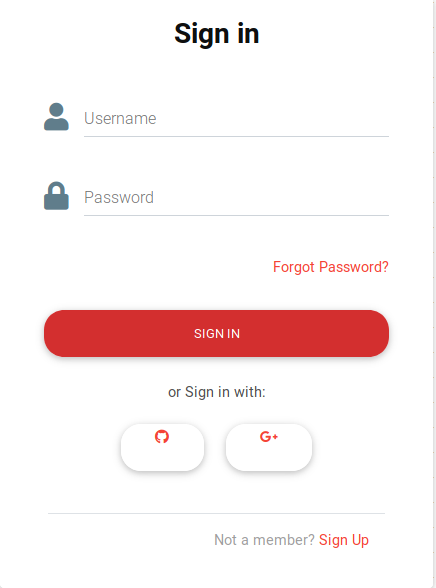 Sign in
Username
Password
Forgot Password?
SIGN IN
or Sign in with:
G+
Not a member? Sign Up